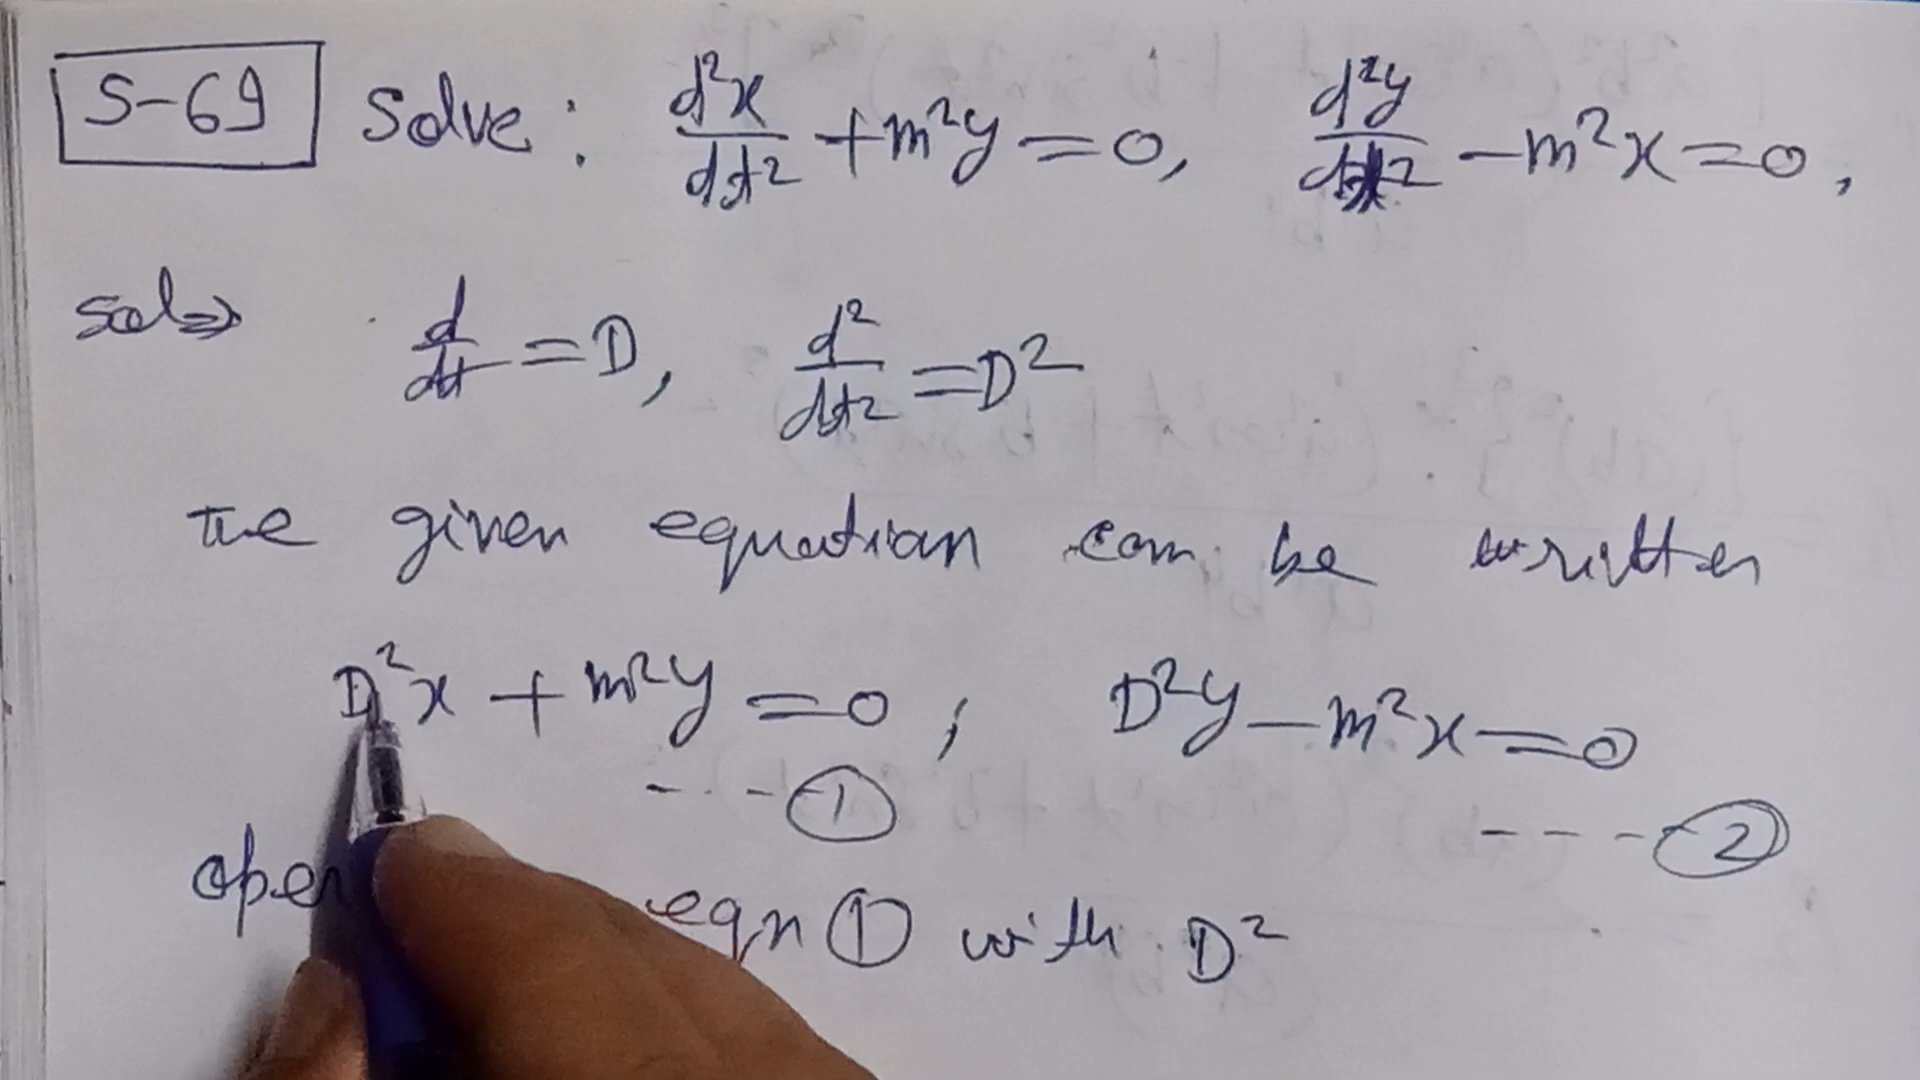 S-69 Solve: d²x/dt² + m²y = 0, d²y/dt² - m²x = 0,
sol⇒ d/dt = D, d²/dt² = D²
The given equation can be written
D²x + m²y = 0, D²y - m²x = 0
---- ① ---- ②
eqn ① with D²